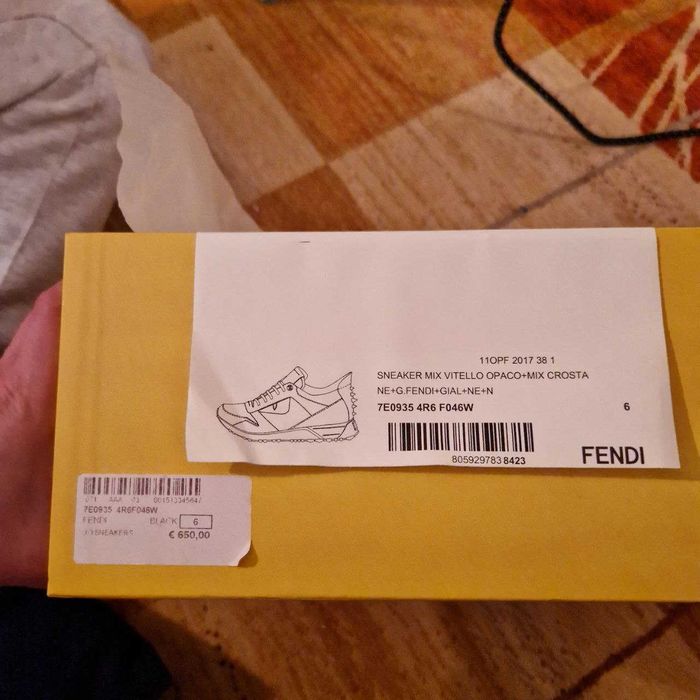 11OPF 2017 38 1
SNEAKER MIX VITELLO OPACO+MIX CROSTA
NE+G.FENDI+GIAL+NE+N
7E0935 4R6 F046W 6
805929783 8423
FENDI
7E0935 4R6F046W
FENDI BLACK 6
SNEAKERS € 650,00